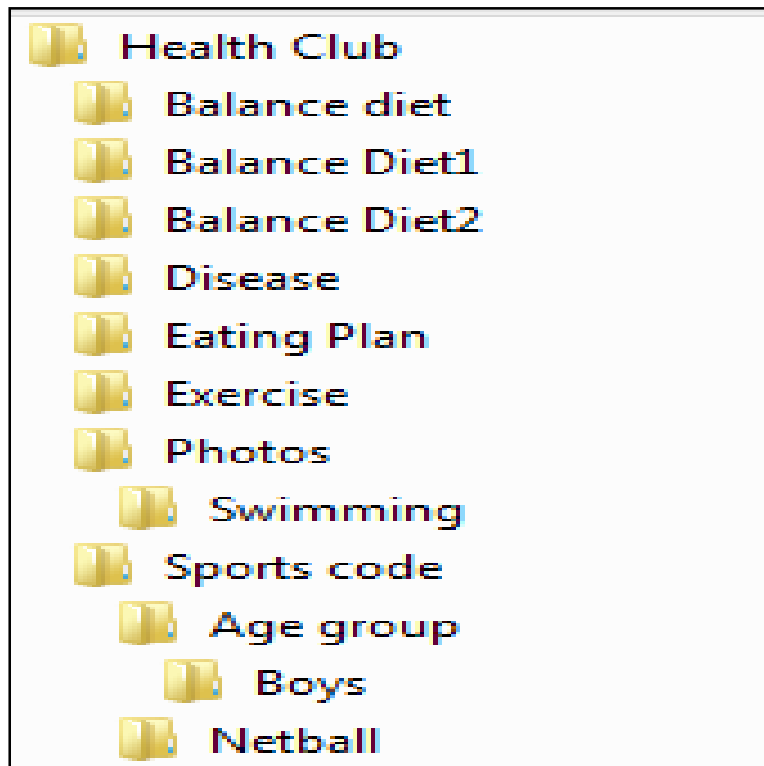 Health Club
Balance diet
Balance Diet1
Balance Diet2
Disease
Eating Plan
Exercise
Photos
Swimming
Sports code
Age group
Boys
Netball